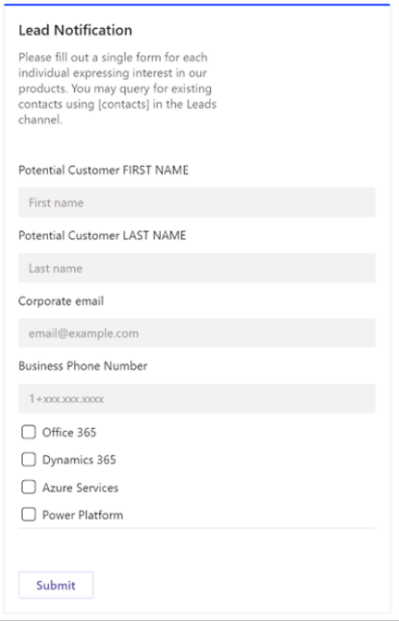 Lead Notification
Please fill out a single form for each
individual expressing interest in our
products. You may query for existing
contacts using [contacts] in the Leads
channel.
Potential Customer FIRST NAME
First name
Potential Customer LAST NAME
Last name
Corporate email
email@example.com
Business Phone Number
1+xxx.xxx.xxxx
Office 365
Dynamics 365
Azure Services
Power Platform
Submit